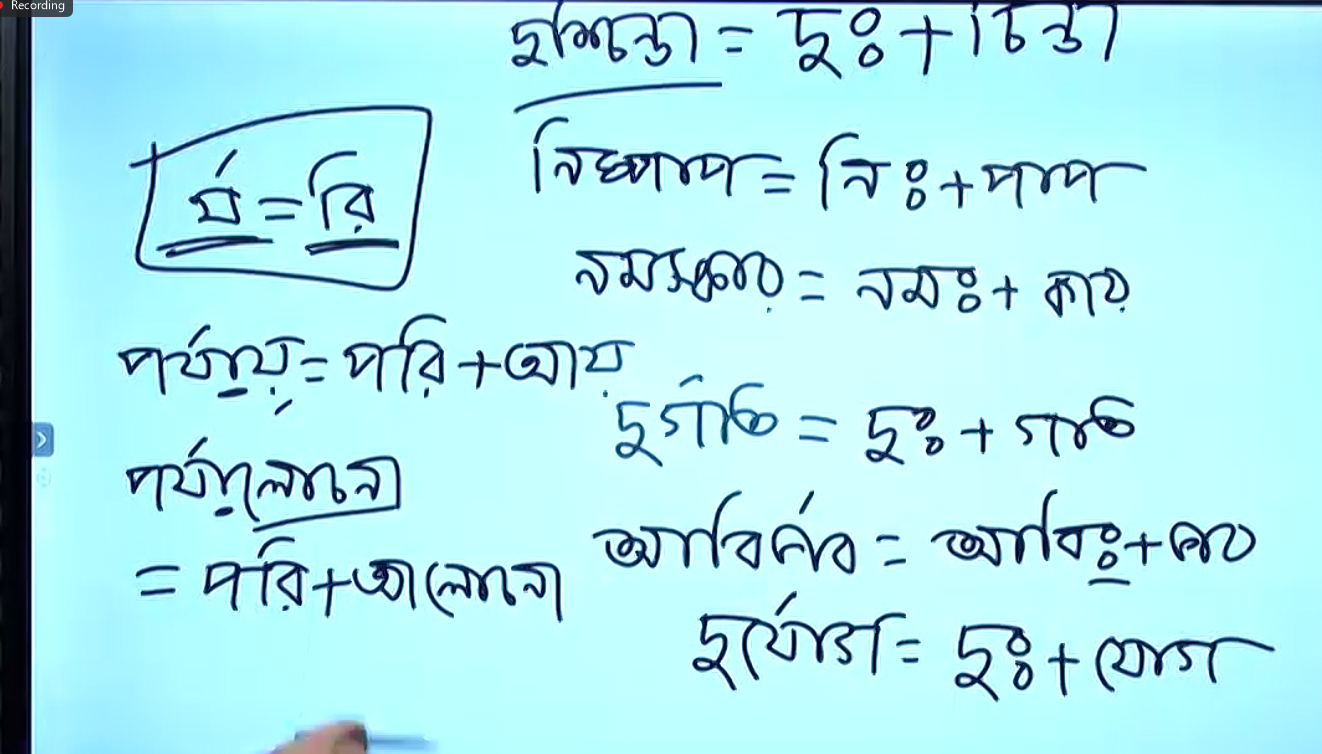 Recording
দুশ্চিন্তা = দুঃ + চিন্তা
নিষ্পাপ = নিঃ + পাপ
নমস্কার = নমঃ + কার
দুর্গতি = দুঃ + গতি
আবির্ভাব = আবিঃ + ভাব
দুর্যোগ = দুঃ + যোগ
র্য = রি
পর্যায় = পরি + আয়
পর্যালোচনা
= পরি + আলোচনা